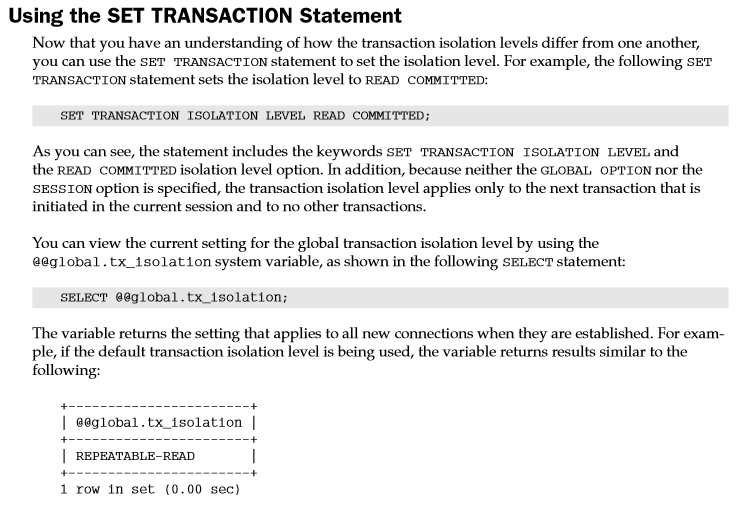 Using the SET TRANSACTION Statement
Now that you have an understanding of how the transaction isolation levels differ from one another,
you can use the SET TRANSACTION statement to set the isolation level. For example, the following SET
TRANSACTION statement sets the isolation level to READ COMMITTED:
SET TRANSACTION ISOLATION LEVEL READ COMMITTED;
As you can see, the statement includes the keywords SET TRANSACTION ISOLATION LEVEL and
the READ COMMITTED isolation level option. In addition, because neither the GLOBAL OPTION nor the
SESSION option is specified, the transaction isolation level applies only to the next transaction that is
initiated in the current session and to no other transactions.
You can view the current setting for the global transaction isolation level by using the
@@global.tx_isolation system variable, as shown in the following SELECT statement:
SELECT @@global.tx_isolation;
The variable returns the setting that applies to all new connections when they are established. For exam-
ple, if the default transaction isolation level is being used, the variable returns results similar to the
following:
+-----------------------+
| @@global.tx_isolation |
+-----------------------+
| REPEATABLE-READ       |
+-----------------------+
1 row in set (0.00 sec)